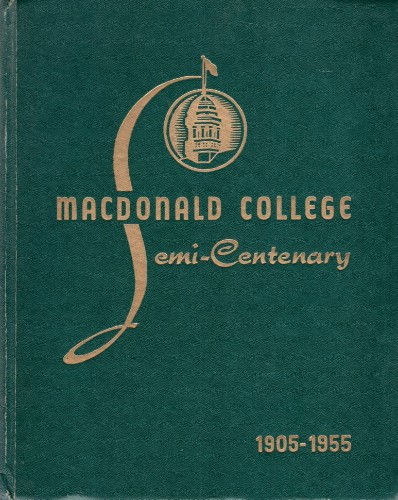 MACDONALD COLLEGE
Semi-Centenary
1905-1955